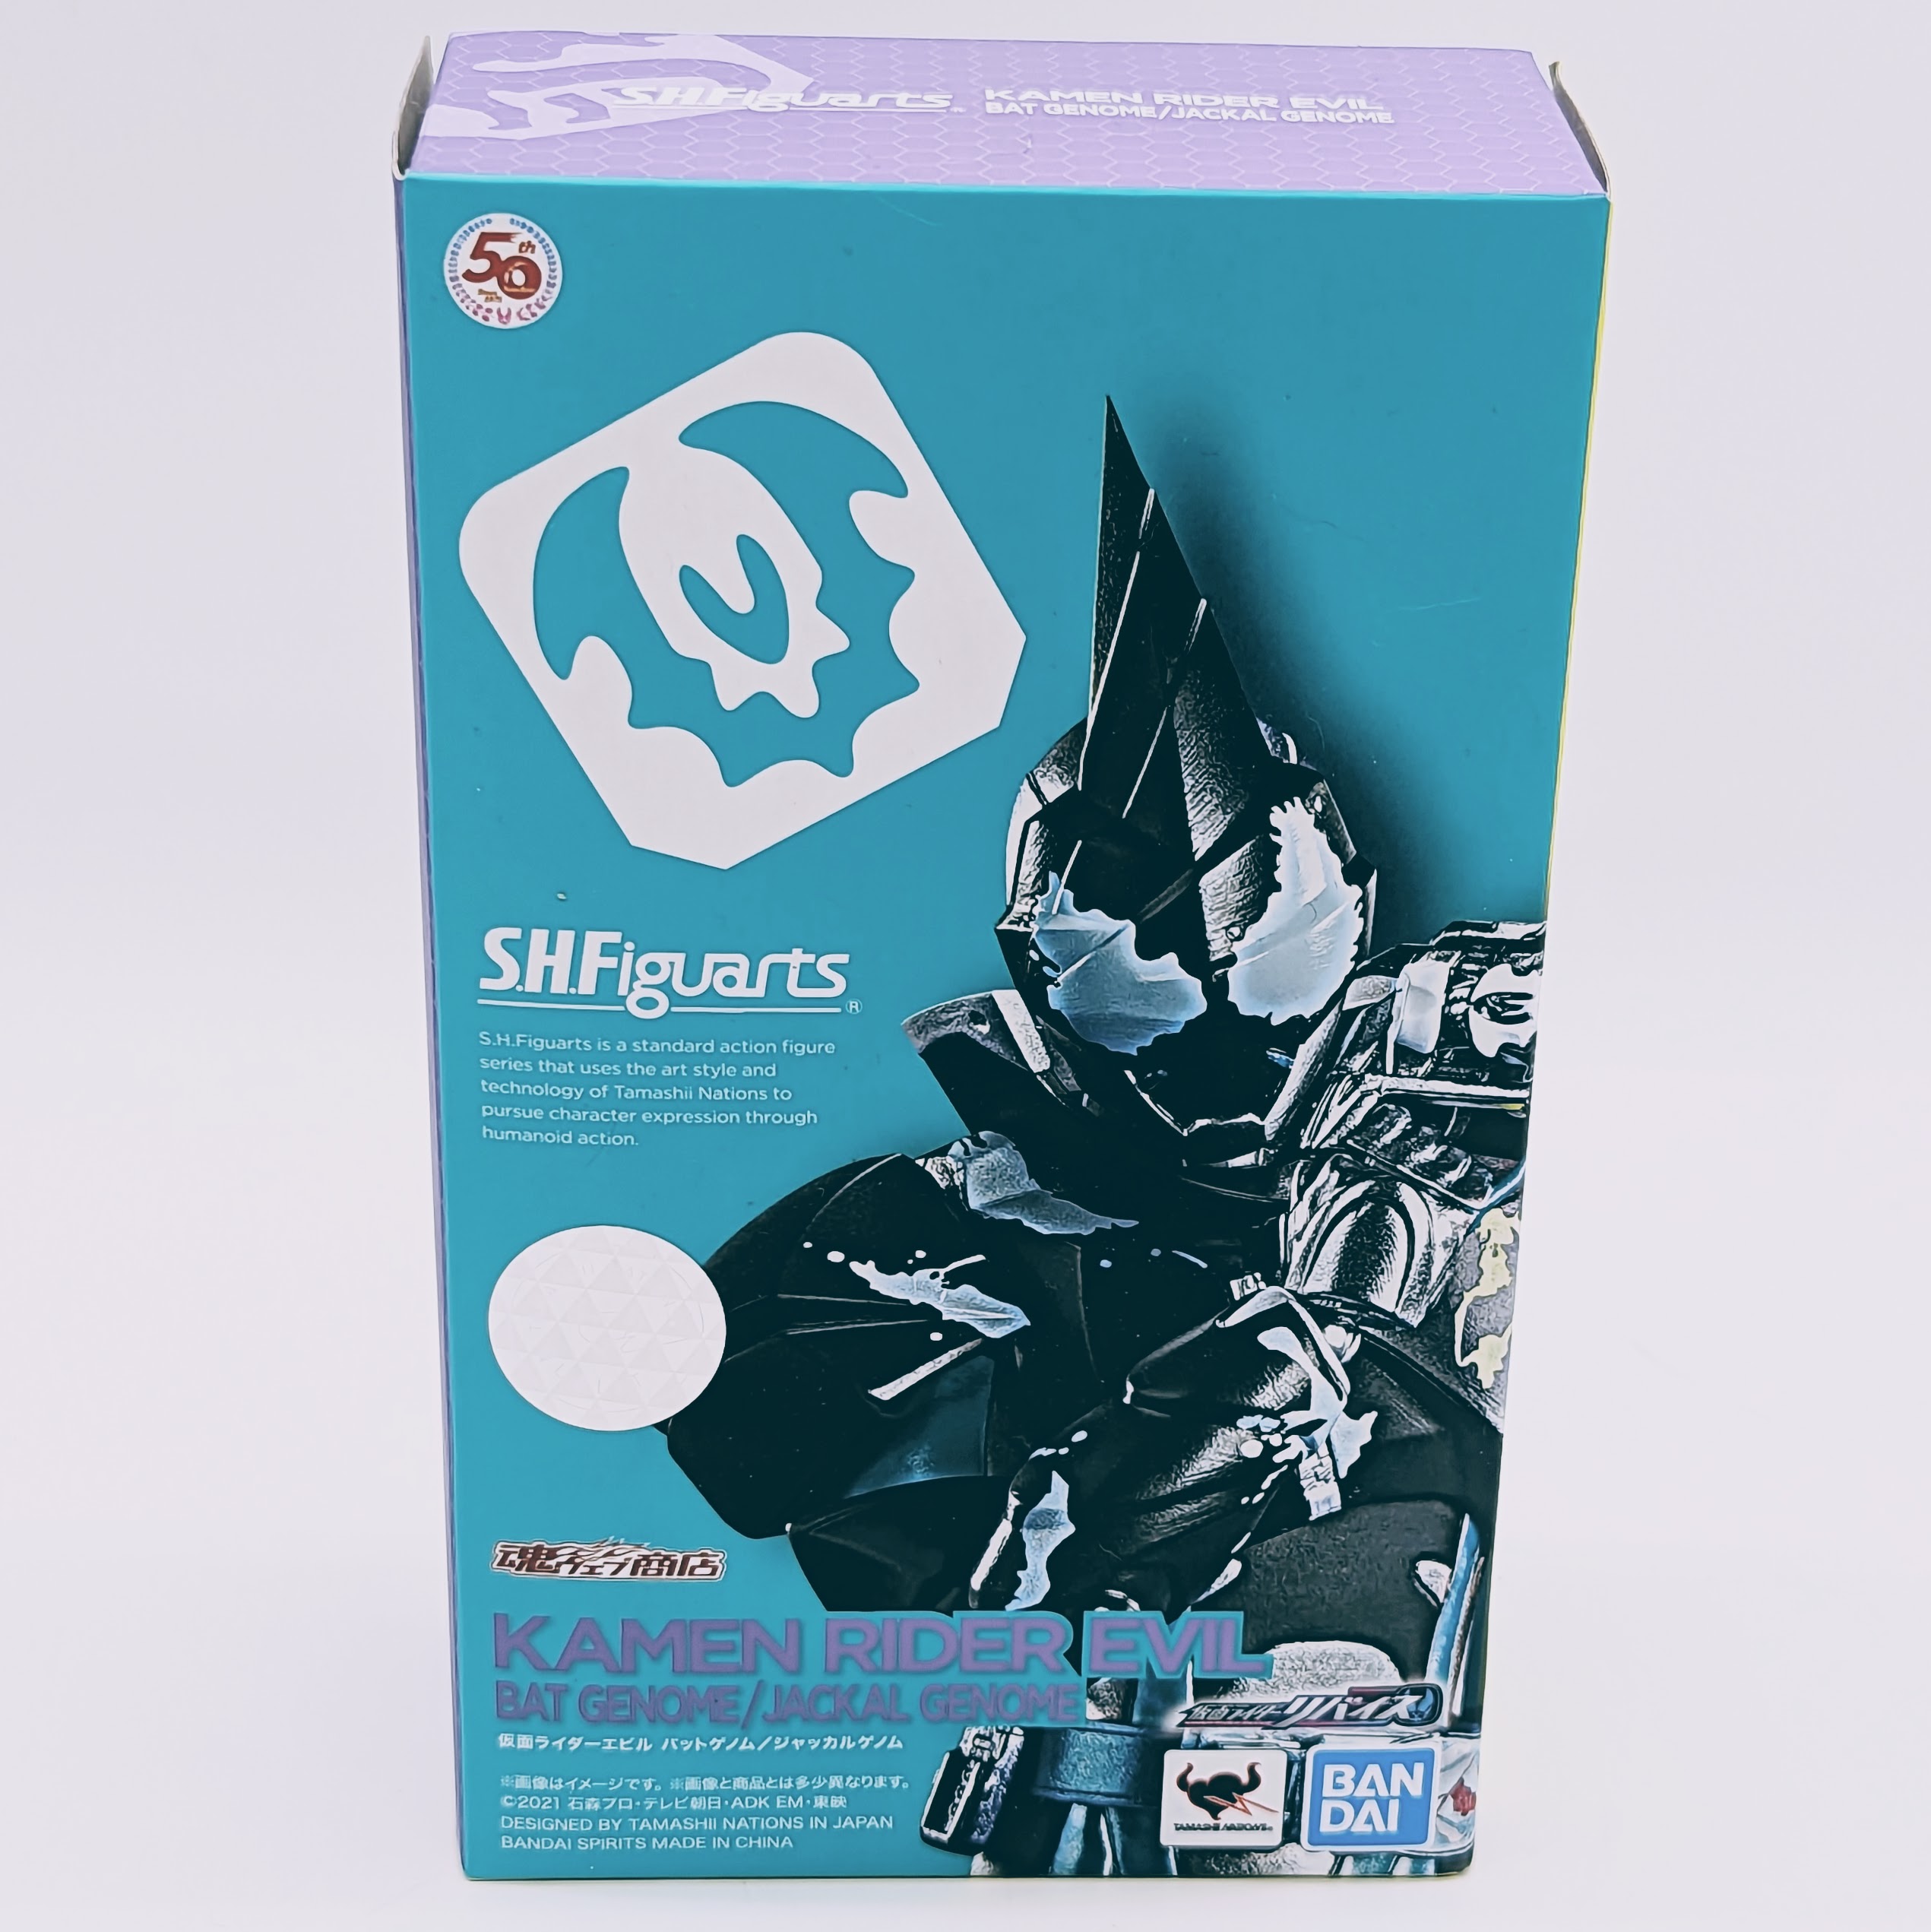 S.H.Figuarts KAMEN RIDER EVIL
BAT GENOME/JACKAL GENOME
50th
S.H.Figuarts®
S.H.Figuarts is a standard action figure
series that uses the art style and
technology of Tamashii Nations to
pursue character expression through
humanoid action.
魂ウェブ商店
KAMEN RIDER EVIL
BAT GENOME/JACKAL GENOME
仮面ライダーリバイス
仮面ライダーエビル バットゲノム/ジャッカルゲノム
※画像はイメージです。※画像と商品とは多少異なります。
©2021 石森プロ・テレビ朝日・ADK EM・東映
DESIGNED BY TAMASHII NATIONS IN JAPAN
BANDAI SPIRITS MADE IN CHINA
TAMASHII NATIONS
BAN
DAI